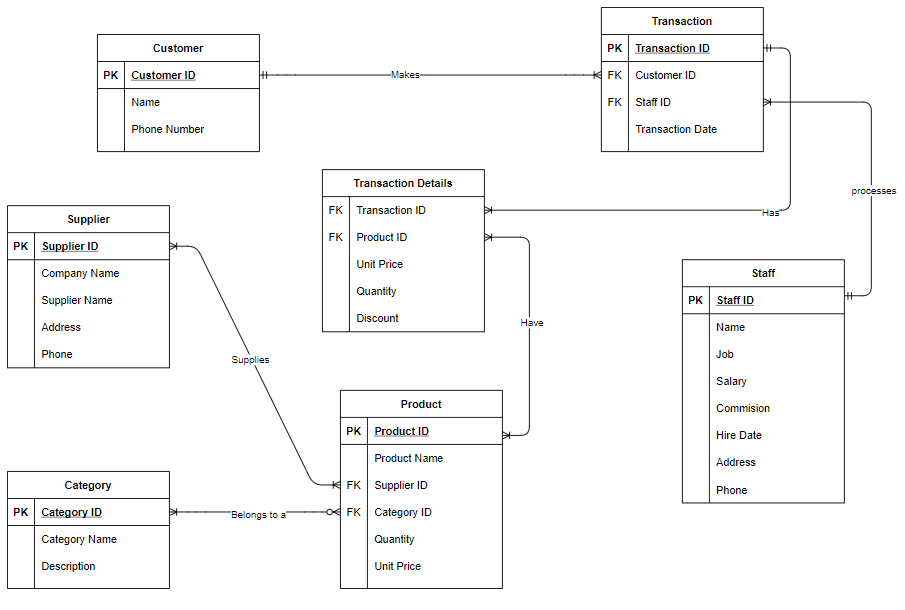 Transaction
PK Transaction ID
FK Customer ID
FK Staff ID
Transaction Date
Customer
PK Customer ID
Name
Phone Number
Makes
processes
Has
Transaction Details
FK Transaction ID
FK Product ID
Unit Price
Quantity
Discount
Supplier
PK Supplier ID
Company Name
Supplier Name
Address
Phone
Supplies
Have
Staff
PK Staff ID
Name
Job
Salary
Commision
Hire Date
Address
Phone
Product
PK Product ID
Product Name
FK Supplier ID
FK Category ID
Quantity
Unit Price
Category
PK Category ID
Category Name
Description
Belongs to a